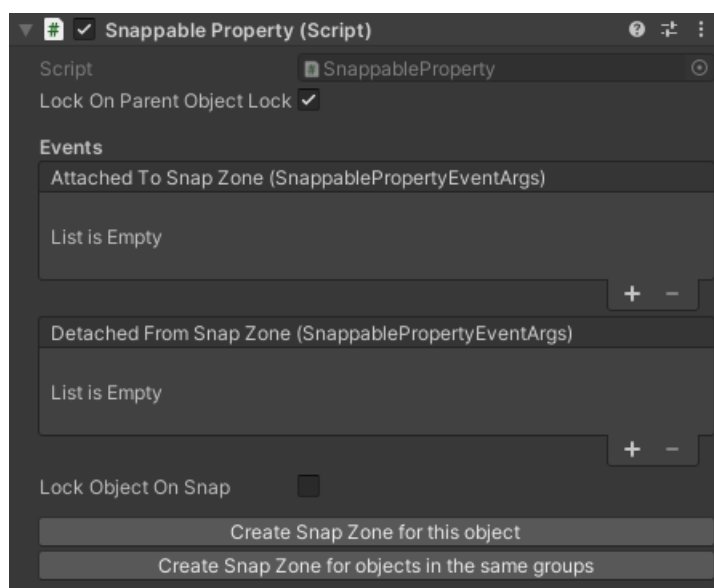 Snappable Property (Script)
Script SnappableProperty
Lock On Parent Object Lock
Events
Attached To Snap Zone (SnappablePropertyEventArgs)
List is Empty
+ −
Detached From Snap Zone (SnappablePropertyEventArgs)
List is Empty
+ −
Lock Object On Snap
Create Snap Zone for this object
Create Snap Zone for objects in the same groups